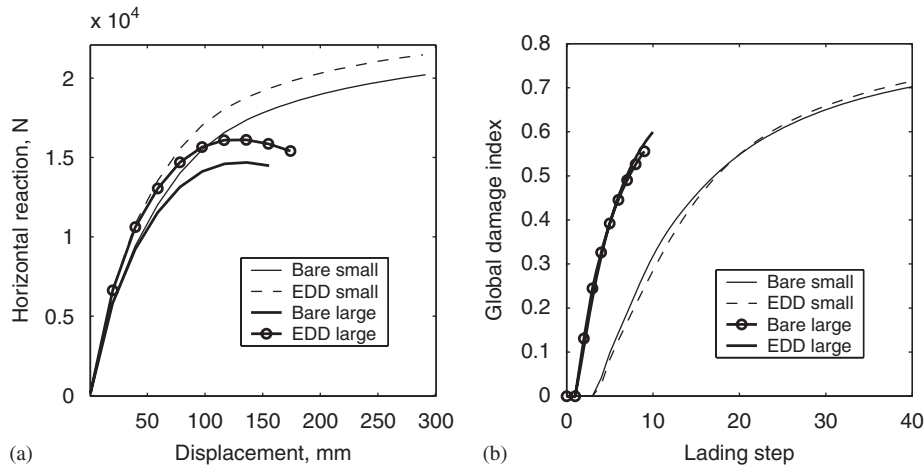 x 10⁴
2
1.5
1
0.5
0
50 100 150 200 250 300
Horizontal reaction, N
Displacement, mm
Bare small
EDD small
Bare large
EDD large
(a)
0.8
0.7
0.6
0.5
0.4
0.3
0.2
0.1
0
0 10 20 30 40
Global damage index
Lading step
Bare small
EDD small
Bare large
EDD large
(b)